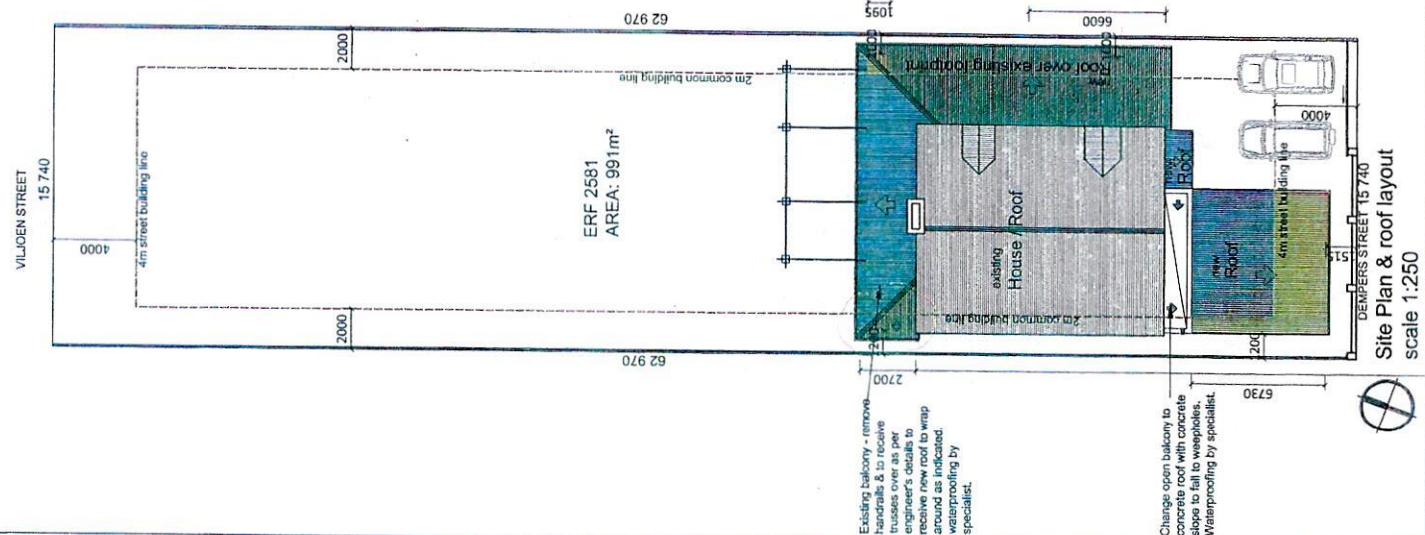 VILJOEN STREET
15 740
4000
4m street building line
2000
2000
62 970
62 970
ERF 2581
AREA: 991m²
2m common building line
1095
6600
Roof over existing footprint
new
existing
House / Roof
2m common building line
new
Roof
new
Roof
4m street building line
4000
2700
6730
DEMPERS STREET 15 740
Existing balcony - remove
handrails & to receive
trusses over as per
engineer's details to
receive new roof to wrap
around as indicated.
waterproofing by
specialist.
Change open balcony to
concrete roof with concrete
slope to fall to weepholes.
Waterproofing by specialist.
Site Plan & roof layout
scale 1:250